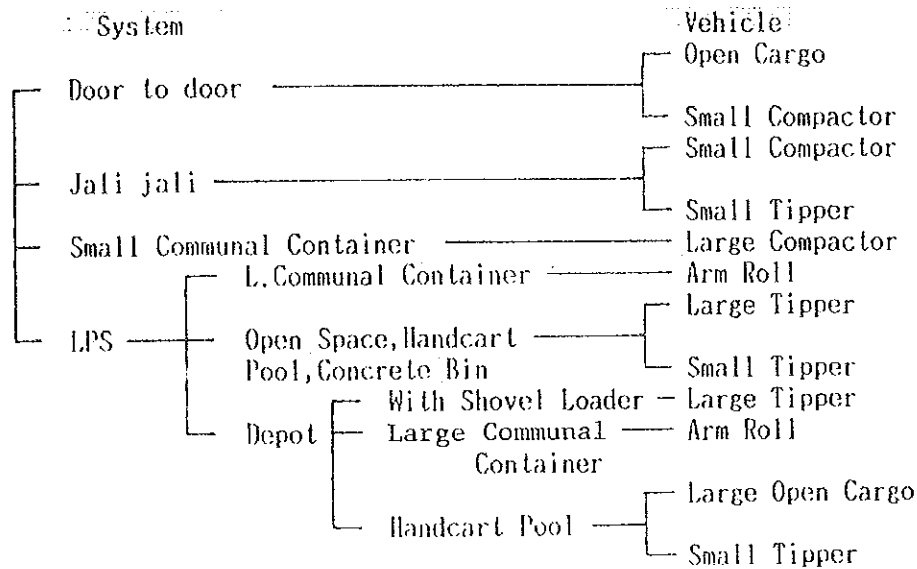 System Vehicle
Open Cargo
Door to door
Small Compactor
Small Compactor
Jali jali
Small Tipper
Small Communal Container Large Compactor
L.Communal Container Arm Roll
Large Tipper
LPS Open Space,Handcart
Pool,Concrete Bin Small Tipper
With Shovel Loader Large Tipper
Depot Large Communal Arm Roll
Container
Large Open Cargo
Handcart Pool
Small Tipper